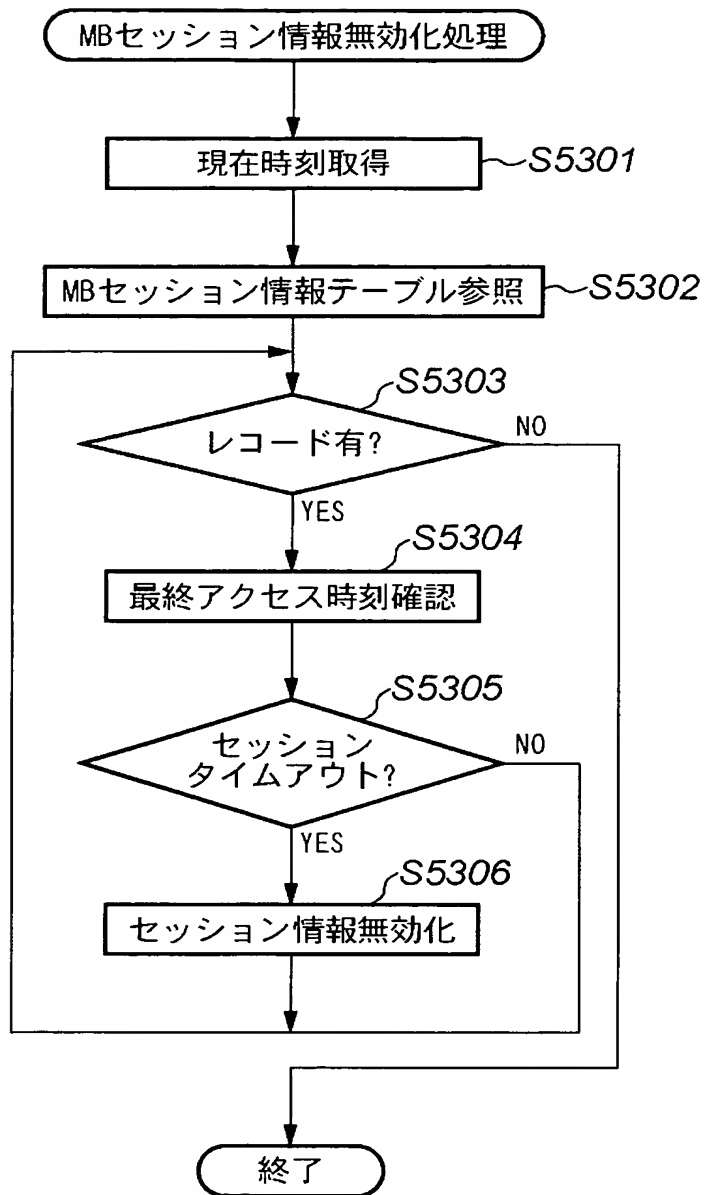 MBセッション情報無効化処理
現在時刻取得
S5301
MBセッション情報テーブル参照
S5302
S5303
レコード有?
NO
YES
S5304
最終アクセス時刻確認
S5305
セッション
タイムアウト?
NO
YES
S5306
セッション情報無効化
終了